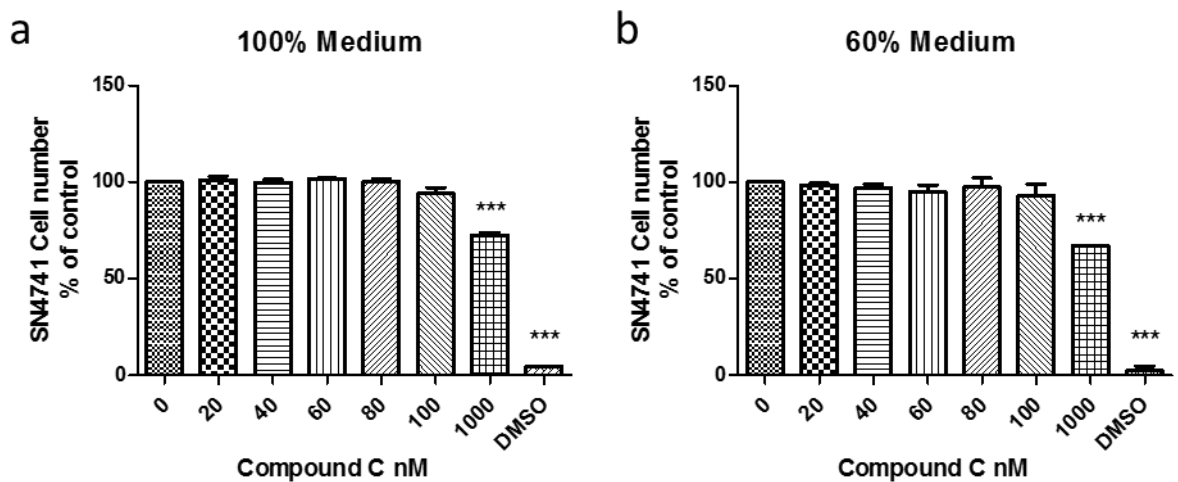 a
100% Medium
SN4741 Cell number
% of control
150
100
50
0
***
***
0 20 40 60 80 100 1000 DMSO
Compound C nM
b
60% Medium
SN4741 Cell number
% of control
150
100
50
0
***
***
0 20 40 60 80 100 1000 DMSO
Compound C nM